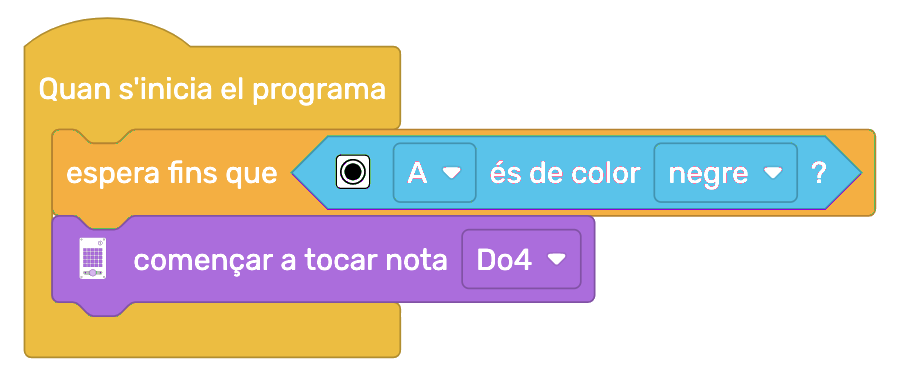 Quan s'inicia el programa
espera fins que A és de color negre ?
començar a tocar nota Do4